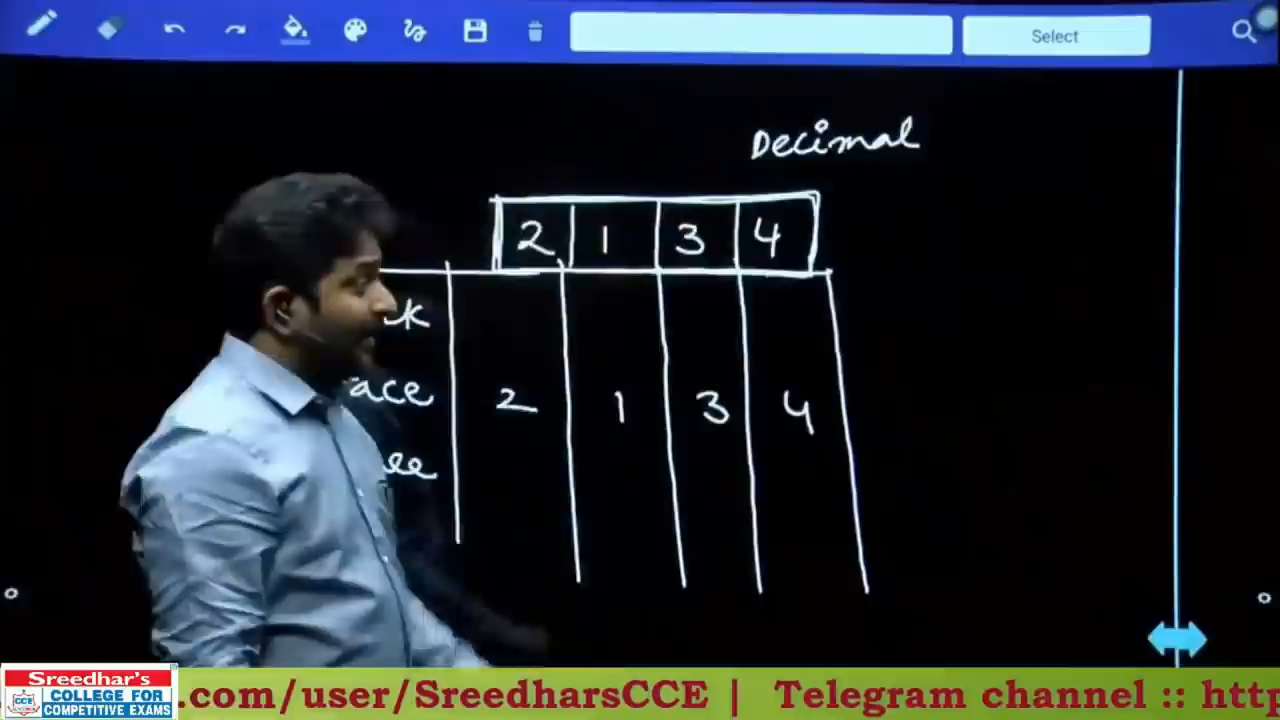 Select
Decimal
2 1 3 4
ace 2 1 3 4
Sreedhar's
CCE
COLLEGE FOR
COMPETITIVE EXAMS
.com/user/SreedharsCCE | Telegram channel :: http